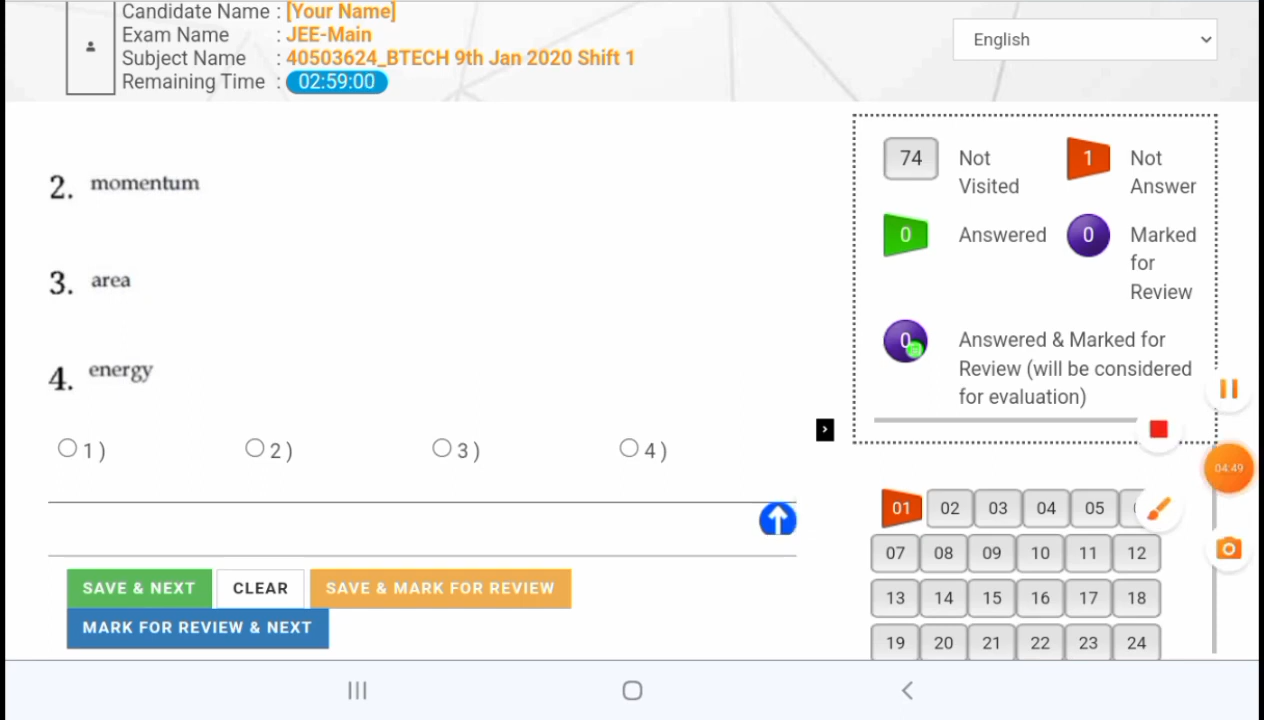 Candidate Name : [Your Name]
Exam Name : JEE-Main
Subject Name : 40503624_BTECH 9th Jan 2020 Shift 1
Remaining Time : 02:59:00
English
2. momentum
3. area
4. energy
1 ) 2 ) 3 ) 4 )
SAVE & NEXT CLEAR SAVE & MARK FOR REVIEW
MARK FOR REVIEW & NEXT
74 Not Visited
1 Not Answer
0 Answered
0 Marked for Review
0 Answered & Marked for
Review (will be considered
for evaluation)
04:49
01 02 03 04 05
07 08 09 10 11 12
13 14 15 16 17 18
19 20 21 22 23 24